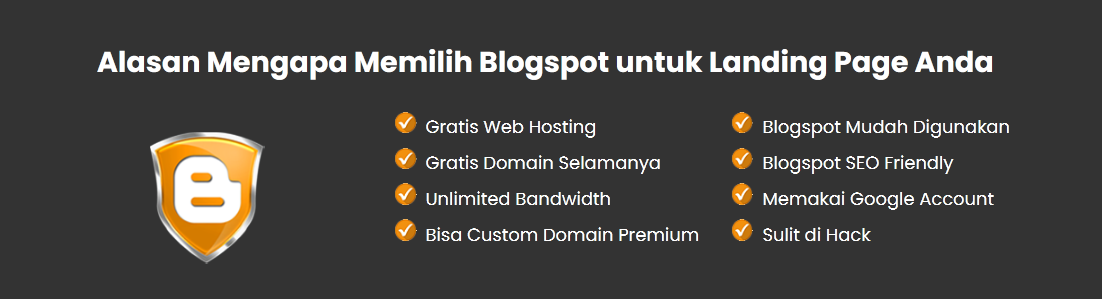 Alasan Mengapa Memilih Blogspot untuk Landing Page Anda
Gratis Web Hosting
Gratis Domain Selamanya
Unlimited Bandwidth
Bisa Custom Domain Premium
Blogspot Mudah Digunakan
Blogspot SEO Friendly
Memakai Google Account
Sulit di Hack